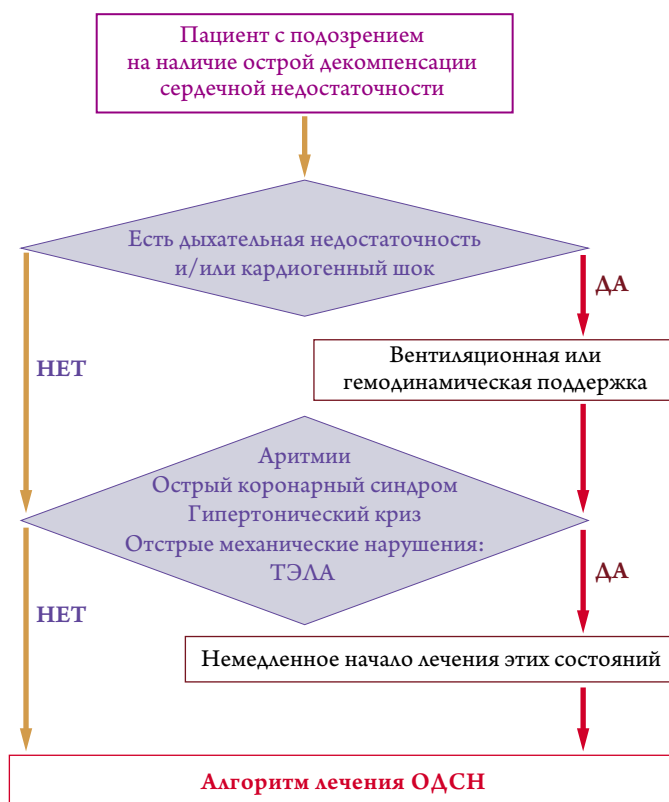 Пациент с подозрением
на наличие острой декомпенсации
сердечной недостаточности
Есть дыхательная недостаточность
и/или кардиогенный шок
ДА
НЕТ
Вентиляционная или
гемодинамическая поддержка
Аритмии
Острый коронарный синдром
Гипертонический криз
Отстрые механические нарушения:
ТЭЛА
ДА
НЕТ
Немедленное начало лечения этих состояний
Алгоритм лечения ОДСН